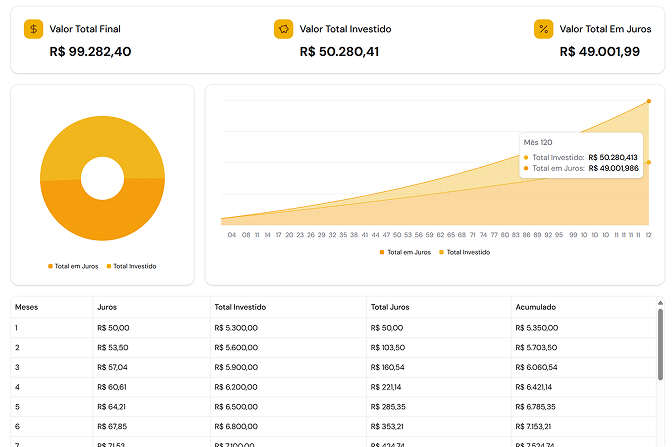 Valor Total Final
R$ 99.282,40
Valor Total Investido
R$ 50.280,41
Valor Total Em Juros
R$ 49.001,99
Total em Juros Total Investido
Mês 120
Total Investido: R$ 50.280,413
Total em Juros: R$ 49.001,986
04 08 11 14 17 20 23 26 29 32 35 38 41 44 47 50 53 56 59 62 65 68 71 74 77 80 83 86 89 92 95 99 10 10 10 11 11 11 11 12
Total em Juros Total Investido
Meses Juros Total Investido Total Juros Acumulado
1 R$ 50,00 R$ 5.300,00 R$ 50,00 R$ 5.350,00
2 R$ 53,50 R$ 5.600,00 R$ 103,50 R$ 5.703,50
3 R$ 57,04 R$ 5.900,00 R$ 160,54 R$ 6.060,54
4 R$ 60,61 R$ 6.200,00 R$ 221,14 R$ 6.421,14
5 R$ 64,21 R$ 6.500,00 R$ 285,35 R$ 6.785,35
6 R$ 67,85 R$ 6.800,00 R$ 353,21 R$ 7.153,21
7 R$ 71,53 R$ 7.100,00 R$ 424,74 R$ 7.524,74